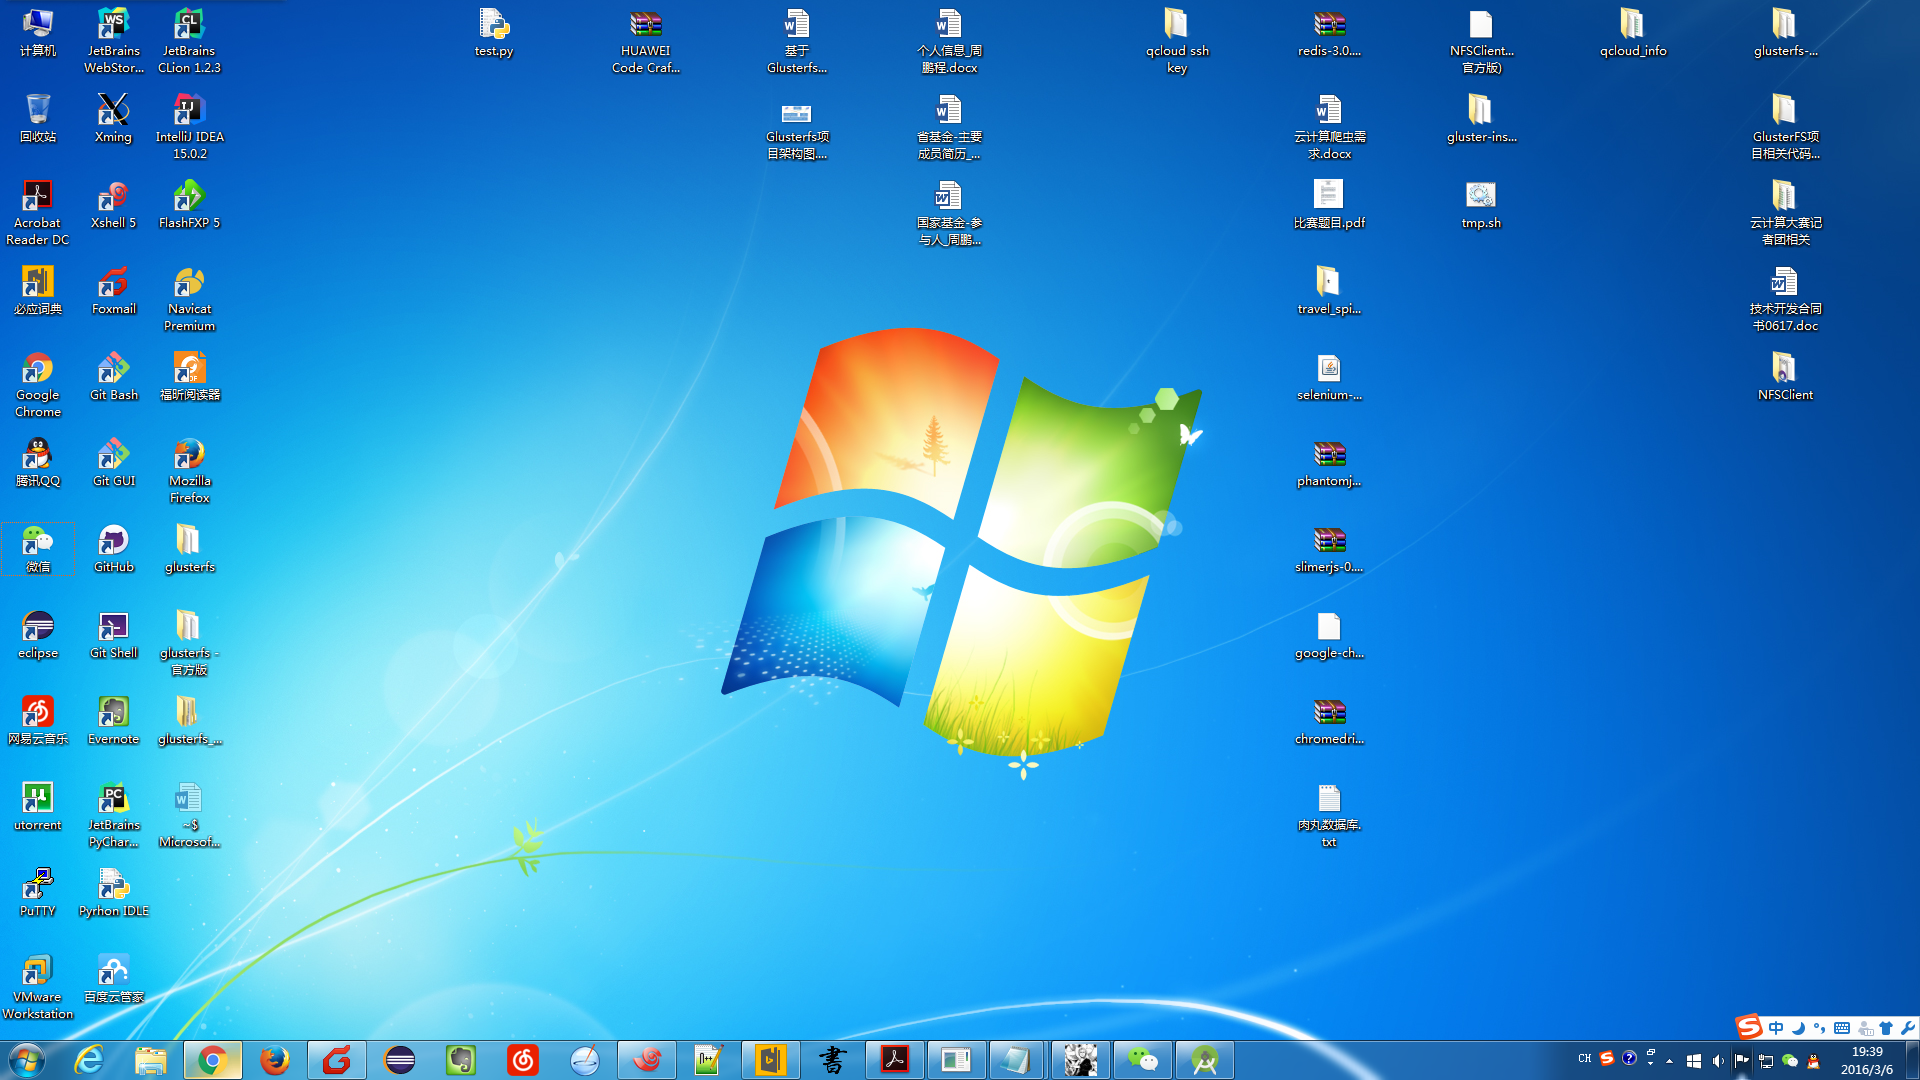 计算机
JetBrains
WebStor...
JetBrains
CLion 1.2.3
test.py
HUAWEI
Code Craf...
基于
Glusterfs...
个人信息_周
鹏程.docx
qcloud ssh
key
redis-3.0....
NFSClient...
官方版)
qcloud_info
glusterfs-...
回收站
Xming
IntelliJ IDEA
15.0.2
Glusterfs项
目架构图....
省基金-主要
成员简历_...
云计算爬虫需
求.docx
gluster-ins...
GlusterFS项
目相关代码...
Acrobat
Reader DC
Xshell 5
FlashFXP 5
国家基金-参
与人_周鹏...
比赛题目.pdf
tmp.sh
云计算大赛记
者团相关
必应词典
Foxmail
Navicat
Premium
travel_spi...
技术开发合同
书0617.doc
Google
Chrome
Git Bash
福昕阅读器
selenium-...
NFSClient
腾讯QQ
Git GUI
Mozilla
Firefox
phantomj...
微信
GitHub
glusterfs
slimerjs-0....
eclipse
Git Shell
glusterfs -
官方版
google-ch...
网易云音乐
Evernote
glusterfs_...
chromedri...
utorrent
JetBrains
PyChar...
~$
Microsof...
肉丸数据库.
txt
PuTTY
Pyrhon IDLE
VMware
Workstation
百度云管家
中
書
CH
19:39
2016/3/6